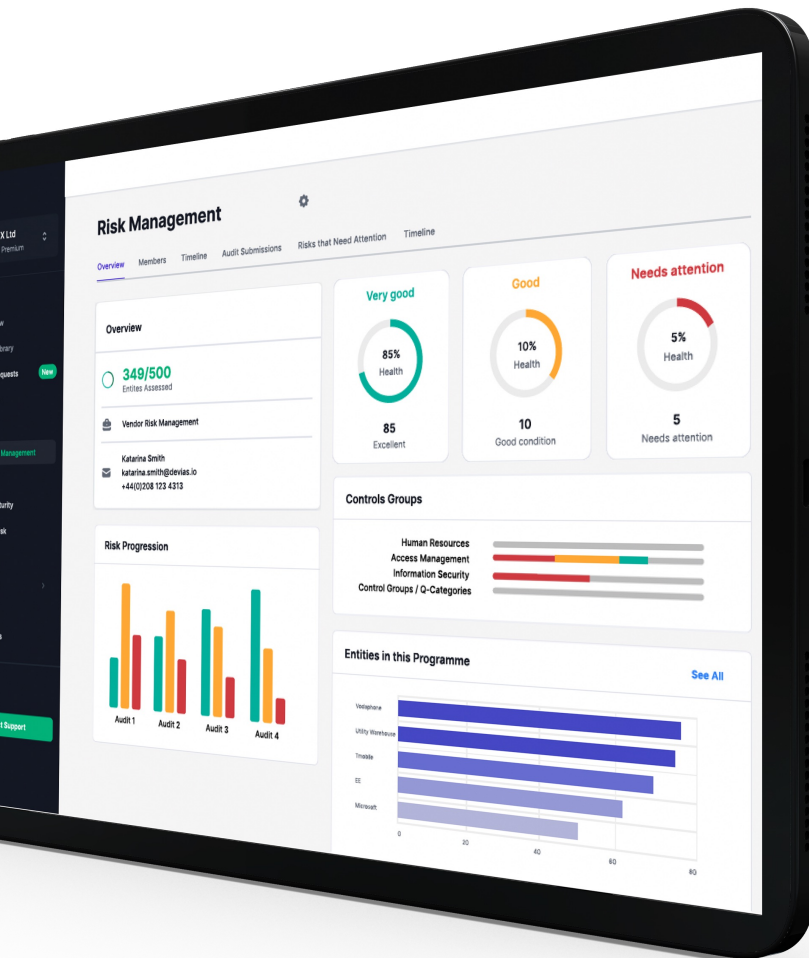 X Ltd
Premium
New
Management
Support
Risk Management
Overview
Members
Timeline
Audit Submissions
Risks that Need Attention
Timeline
Overview
349/500
Entites Assessed
Vendor Risk Management
Katarina Smith
katarina.smith@devias.io
+44(0)208 123 4313
Very good
85%
Health
85
Excellent
Good
10%
Health
10
Good condition
Needs attention
5%
Health
5
Needs attention
Controls Groups
Human Resources
Access Management
Information Security
Control Groups / Q-Categories
Risk Progression
Audit 1
Audit 2
Audit 3
Audit 4
Entities in this Programme
See All
Vodaphone
Utility Warehouse
Tmobile
EE
Microsoft
0
20
40
60
80